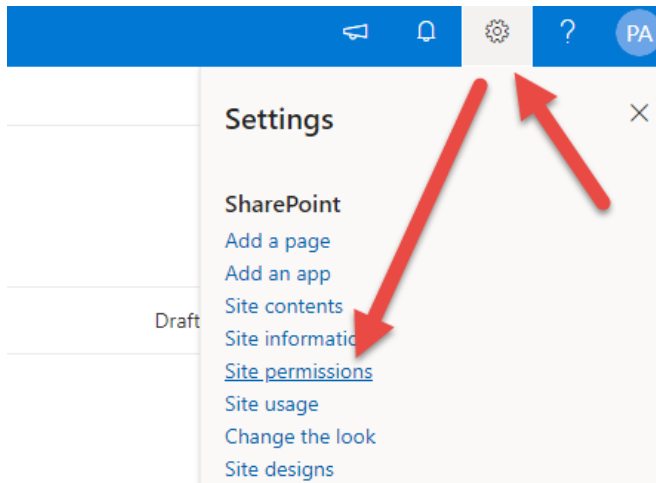 ?
PA
Settings
SharePoint
Add a page
Add an app
Site contents
Draft
Site informatio
Site permissions
Site usage
Change the look
Site designs